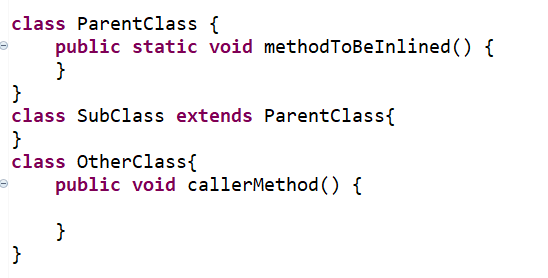 class ParentClass {
    public static void methodToBeInlined() {
    }
}
class SubClass extends ParentClass{
}
class OtherClass{
    public void callerMethod() {

    }
}